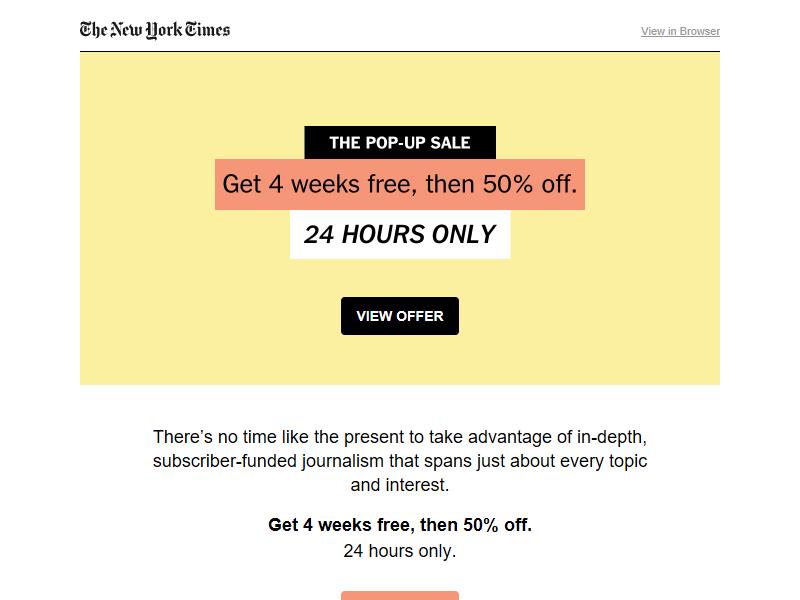 The New York Times
View in Browser
THE POP-UP SALE
Get 4 weeks free, then 50% off.
24 HOURS ONLY
VIEW OFFER
There’s no time like the present to take advantage of in-depth,
subscriber-funded journalism that spans just about every topic
and interest.
Get 4 weeks free, then 50% off.
24 hours only.